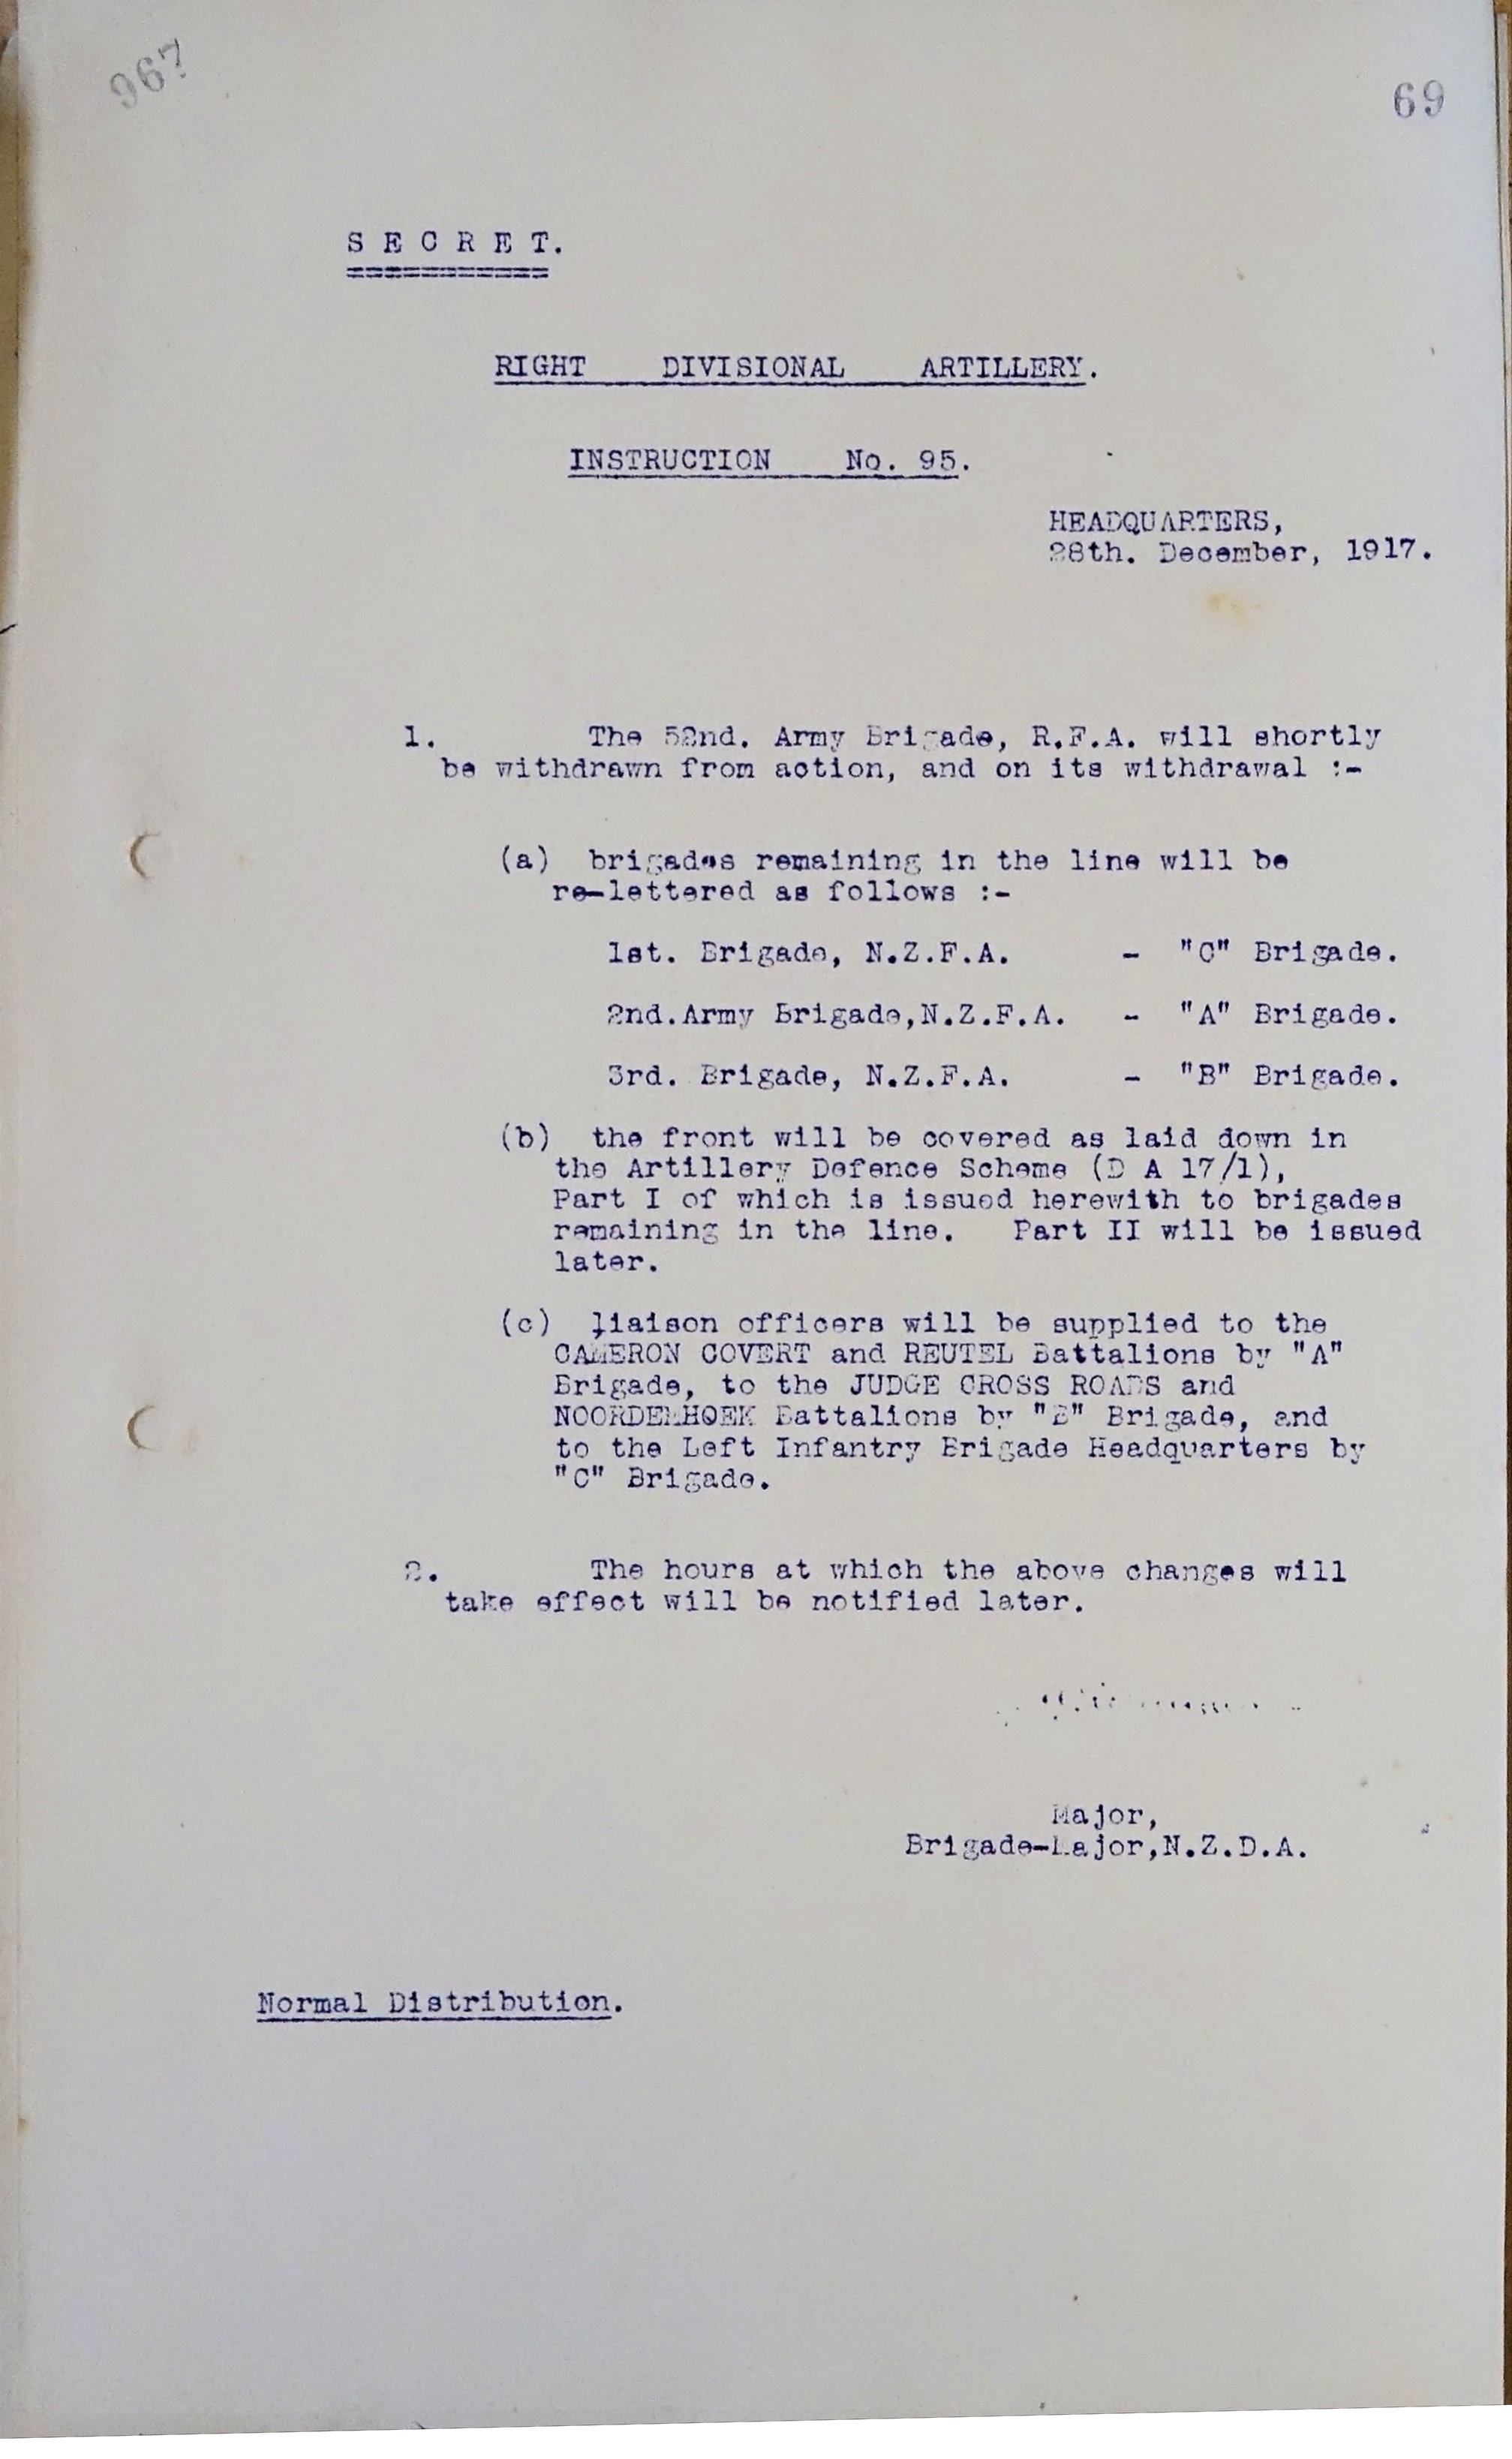 967
69
S E C R E T.
===========
RIGHT DIVISIONAL ARTILLERY.
INSTRUCTION No. 95.
HEADQUARTERS,
28th. December, 1917.
1. The 52nd. Army Brigade, R.F.A. will shortly
be withdrawn from action, and on its withdrawal :-
(a) brigades remaining in the line will be
re-lettered as follows :-
1st. Brigade, N.Z.F.A. - "C" Brigade.
2nd.Army Brigade,N.Z.F.A. - "A" Brigade.
3rd. Brigade, N.Z.F.A. - "B" Brigade.
(b) the front will be covered as laid down in
the Artillery Defence Scheme (D A 17/1),
Part I of which is issued herewith to brigades
remaining in the line. Part II will be issued
later.
(c) liaison officers will be supplied to the
CAMERON COVERT and REUTEL Battalions by "A"
Brigade, to the JUDGE CROSS ROADS and
NOORDEMHOEK Battalions by "B" Brigade, and
to the Left Infantry Brigade Headquarters by
"C" Brigade.
2. The hours at which the above changes will
take effect will be notified later.
Major,
Brigade-Major,N.Z.D.A.
Normal Distribution.